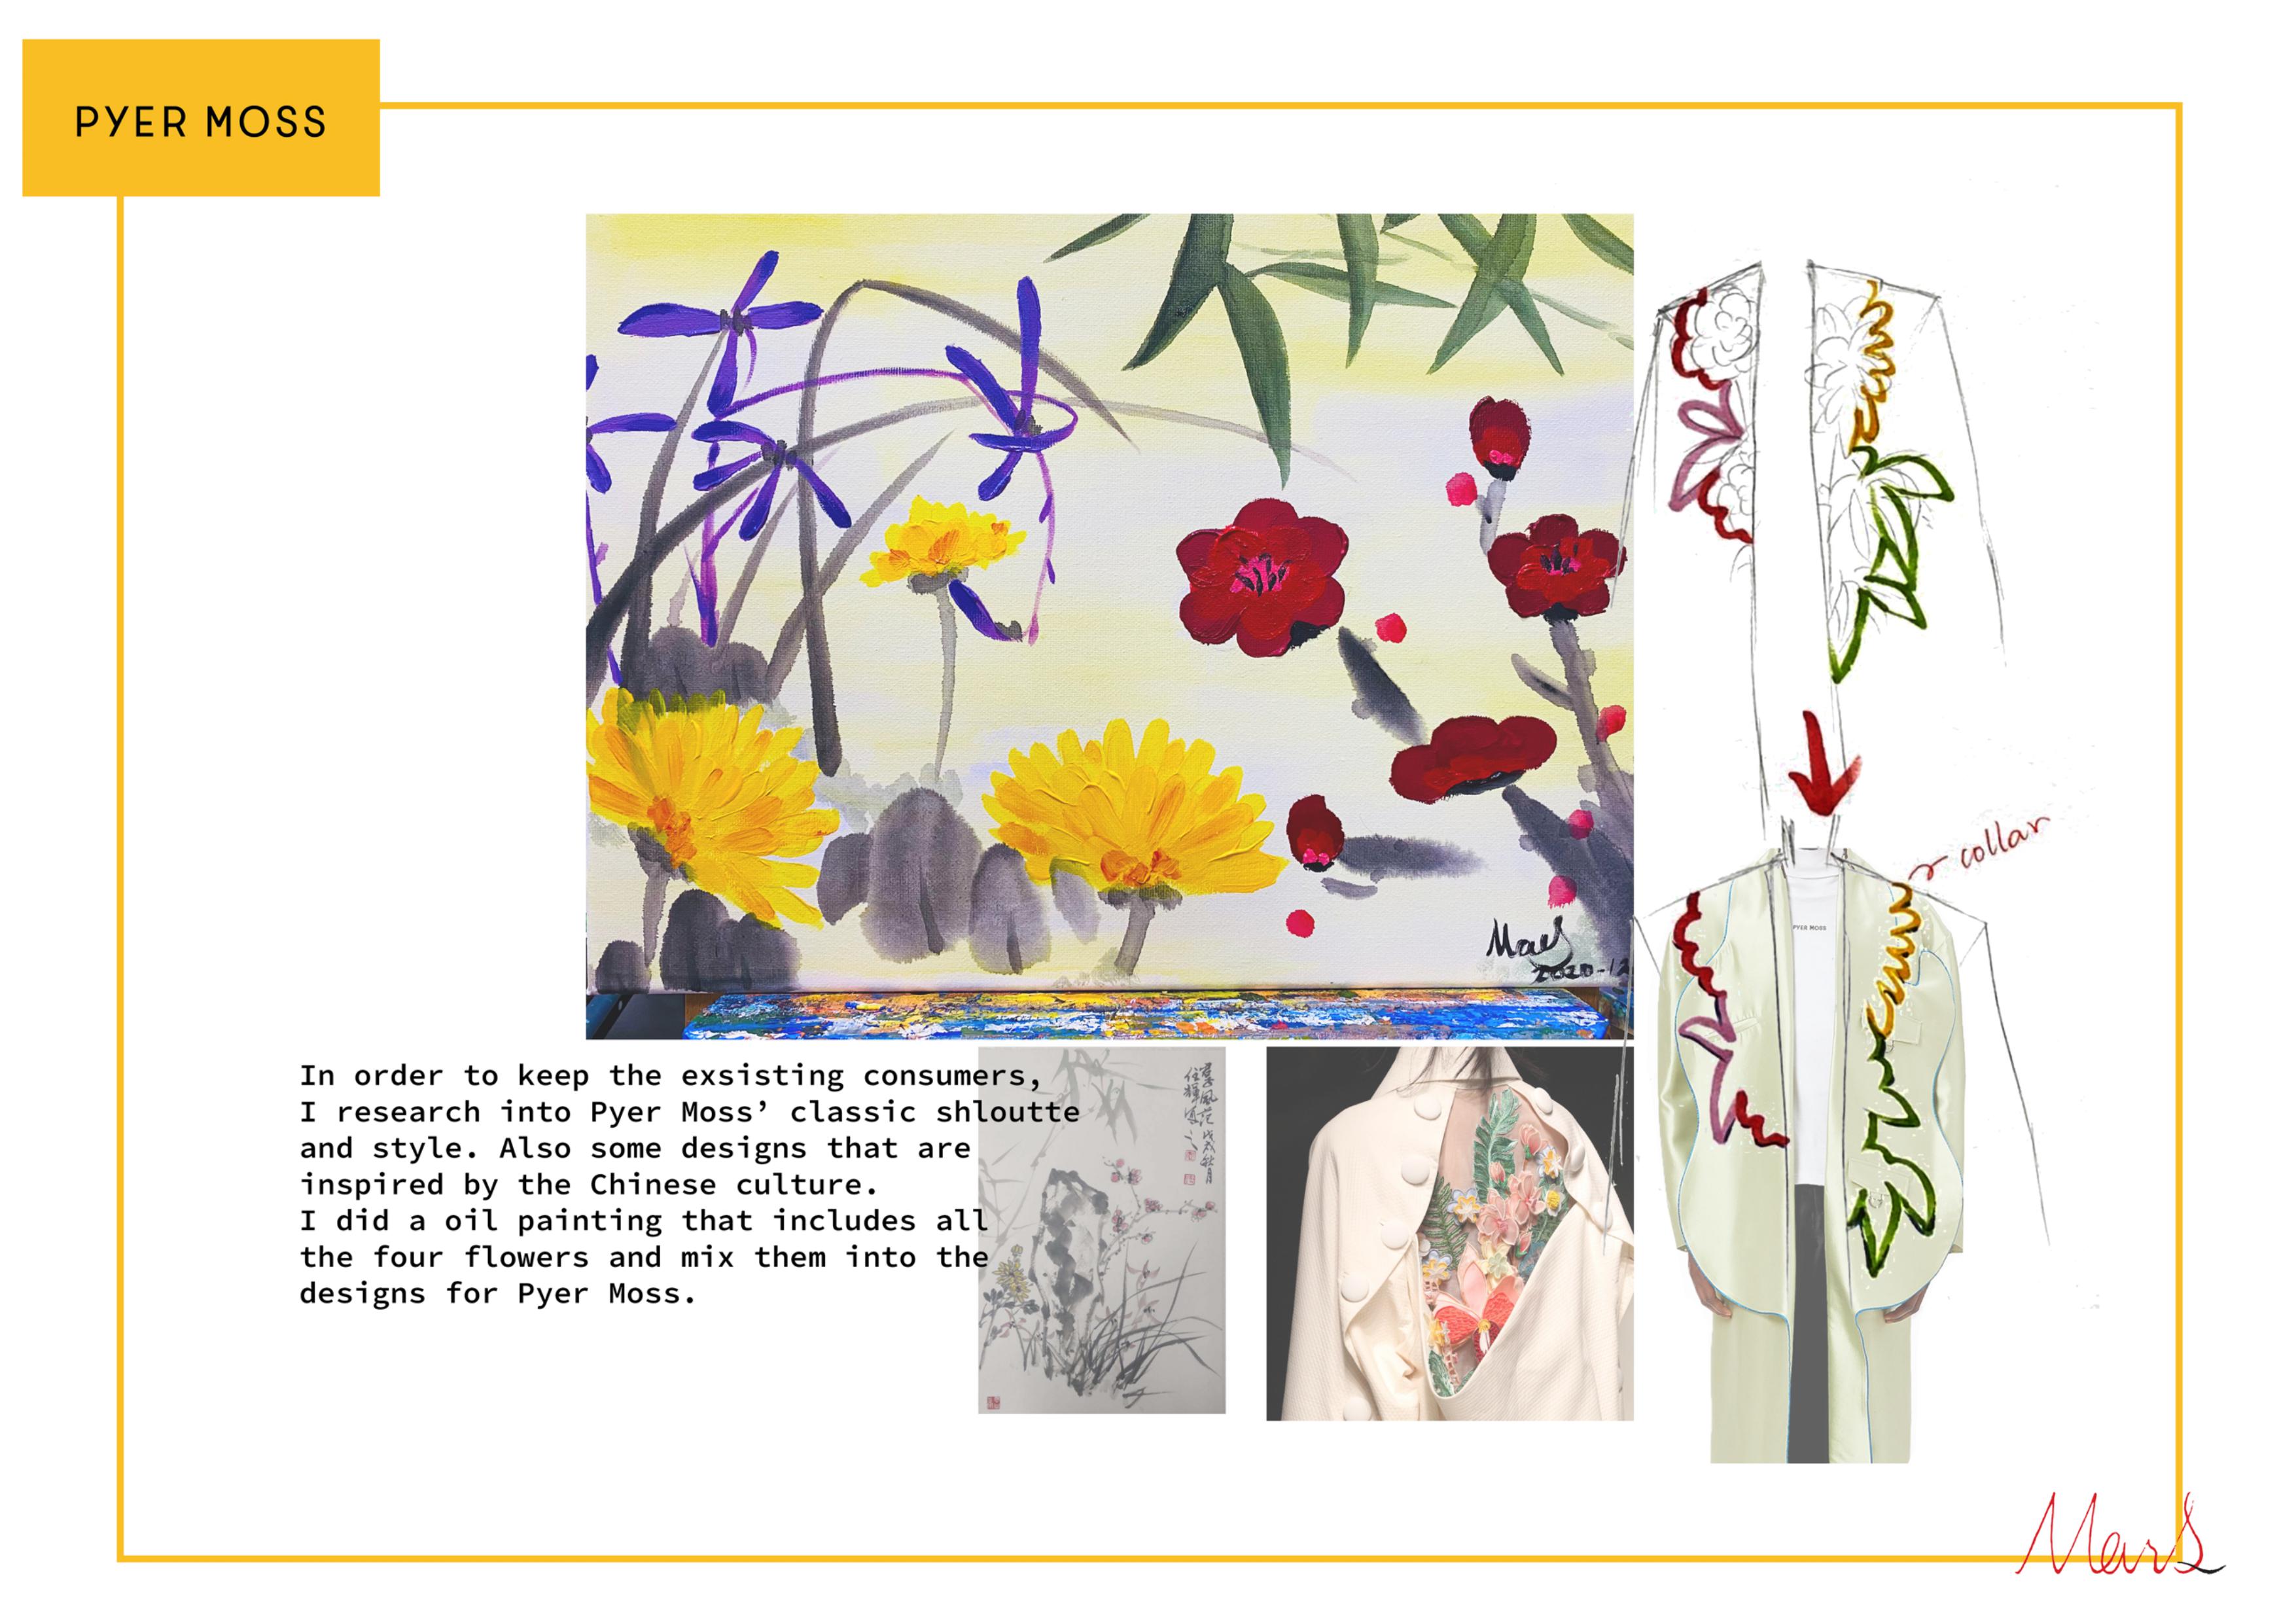 PYER MOSS
MarS
2020-12
collar
PYER MOSS
In order to keep the exsisting consumers,
I research into Pyer Moss’ classic shloutte
and style. Also some designs that are
inspired by the Chinese culture.
I did a oil painting that includes all
the four flowers and mix them into the
designs for Pyer Moss.
MarS